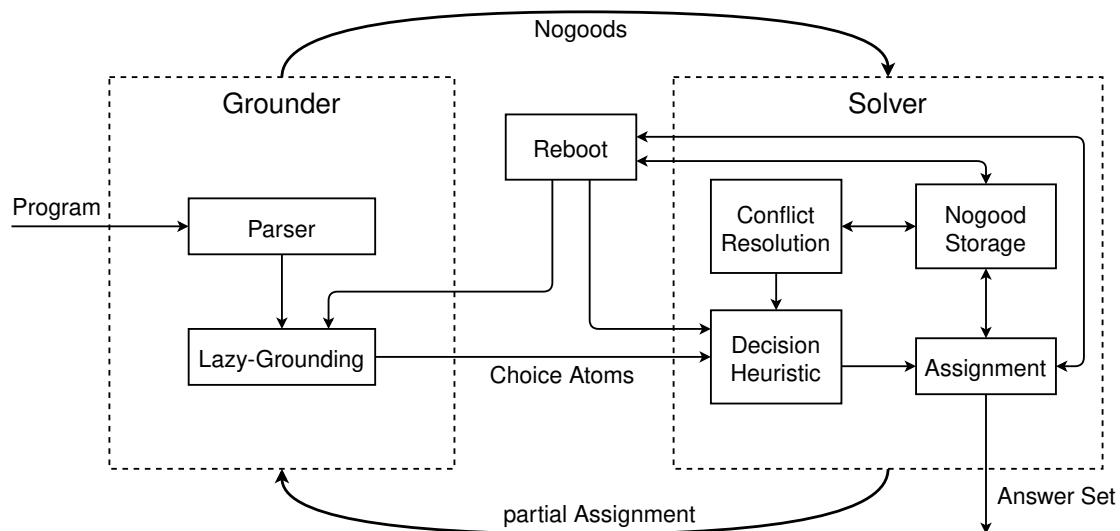 Nogoods
Grounder
Solver
Reboot
Program
Parser
Conflict
Resolution
Nogood
Storage
Lazy-Grounding
Choice Atoms
Decision
Heuristic
Assignment
partial Assignment
Answer Set